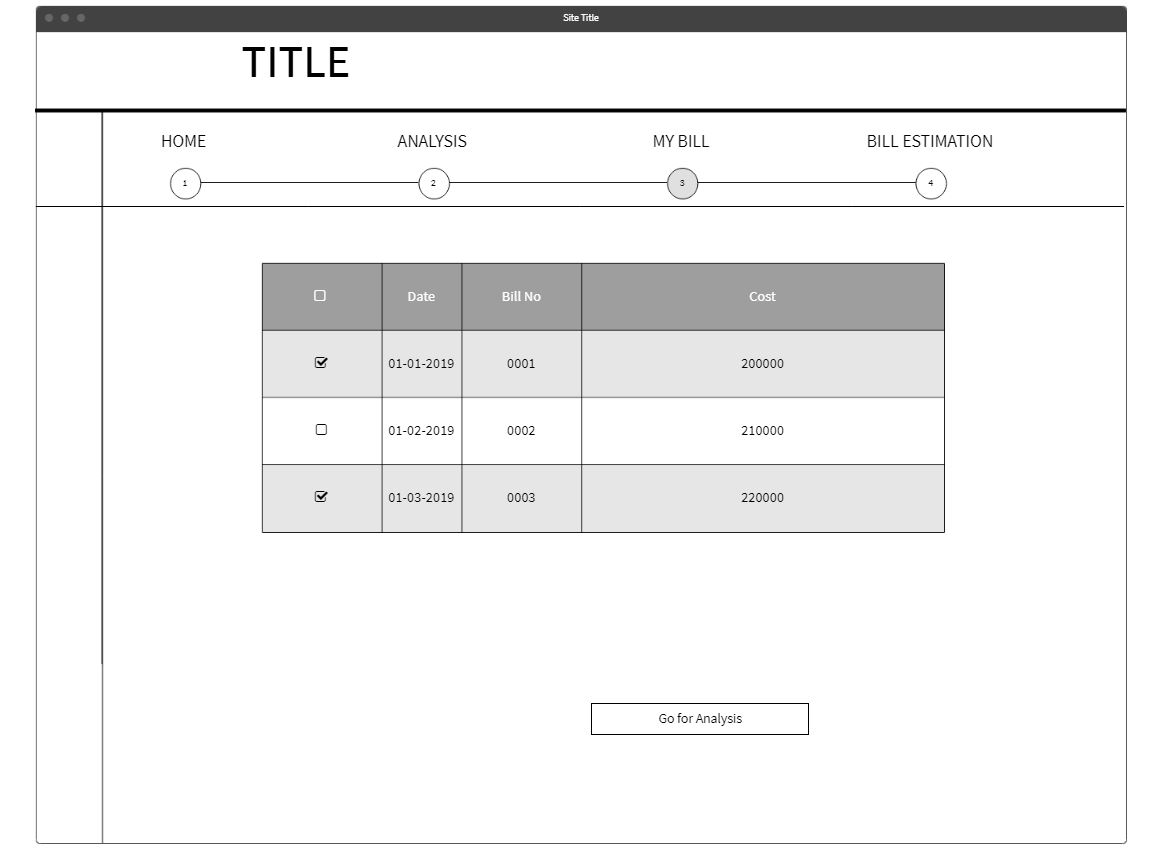 Site Title
TITLE
HOME ANALYSIS MY BILL BILL ESTIMATION
1 2 3 4
Date Bill No Cost
01-01-2019 0001 200000
01-02-2019 0002 210000
01-03-2019 0003 220000
Go for Analysis